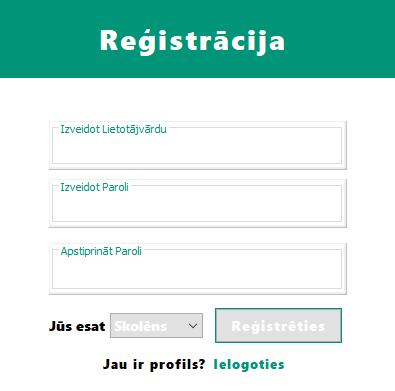 Reģistrācija
Izveidot Lietotājvārdu
Izveidot Paroli
Apstiprināt Paroli
Jūs esat Skolēns Reģistrēties
Jau ir profils? Ielogoties